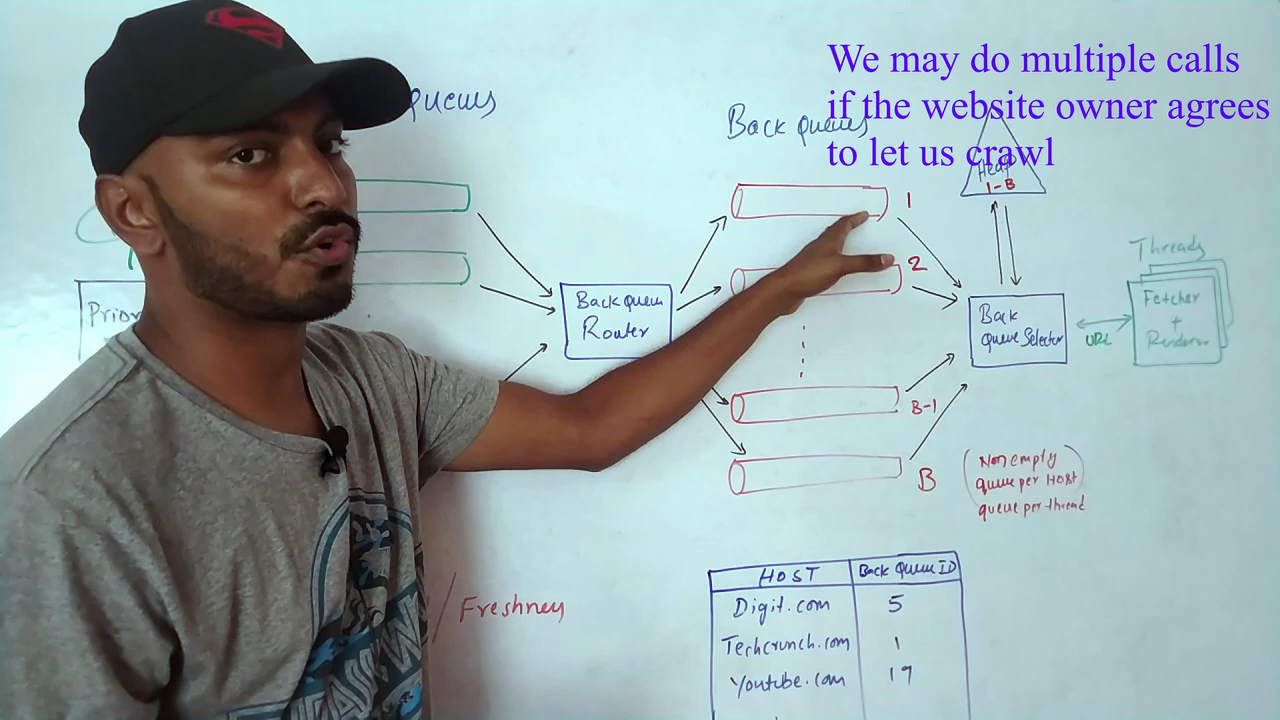 We may do multiple calls
if the website owner agrees
to let us crawl
queues
Back queues
Heap
1-B
1
2
B-1
B
Prior
Back queue
Router
Back
Queue Selector
URL
Threads
Fetcher
+
Renderer
(Non empty
queue per Host)
queue per thread
/Freshness
HOST
Back Queue ID
Digit.com
5
Techcrunch.com
1
Youtube.com
17